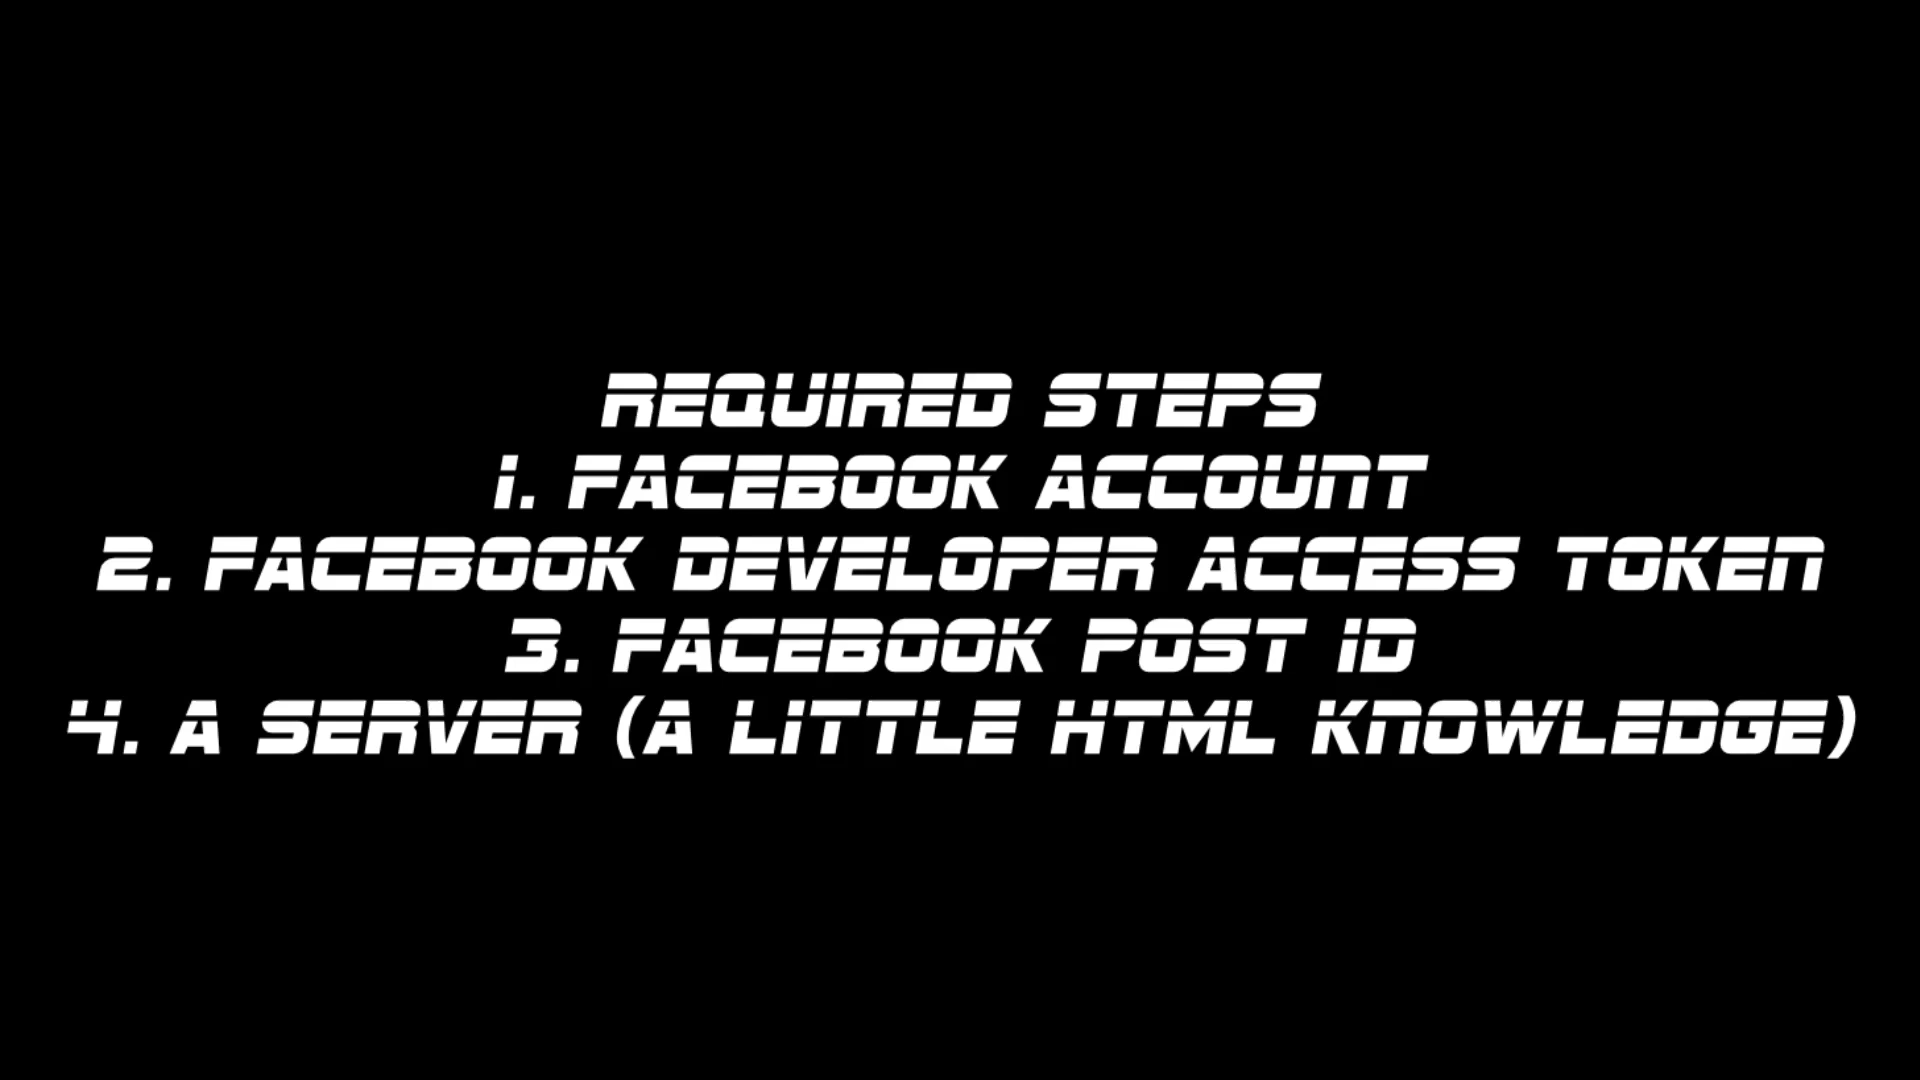 REQUIRED STEPS
1. FACEBOOK ACCOUNT
2. FACEBOOK DEVELOPER ACCESS TOKEN
3. FACEBOOK POST ID
4. A SERVER (A LITTLE HTML KNOWLEDGE)